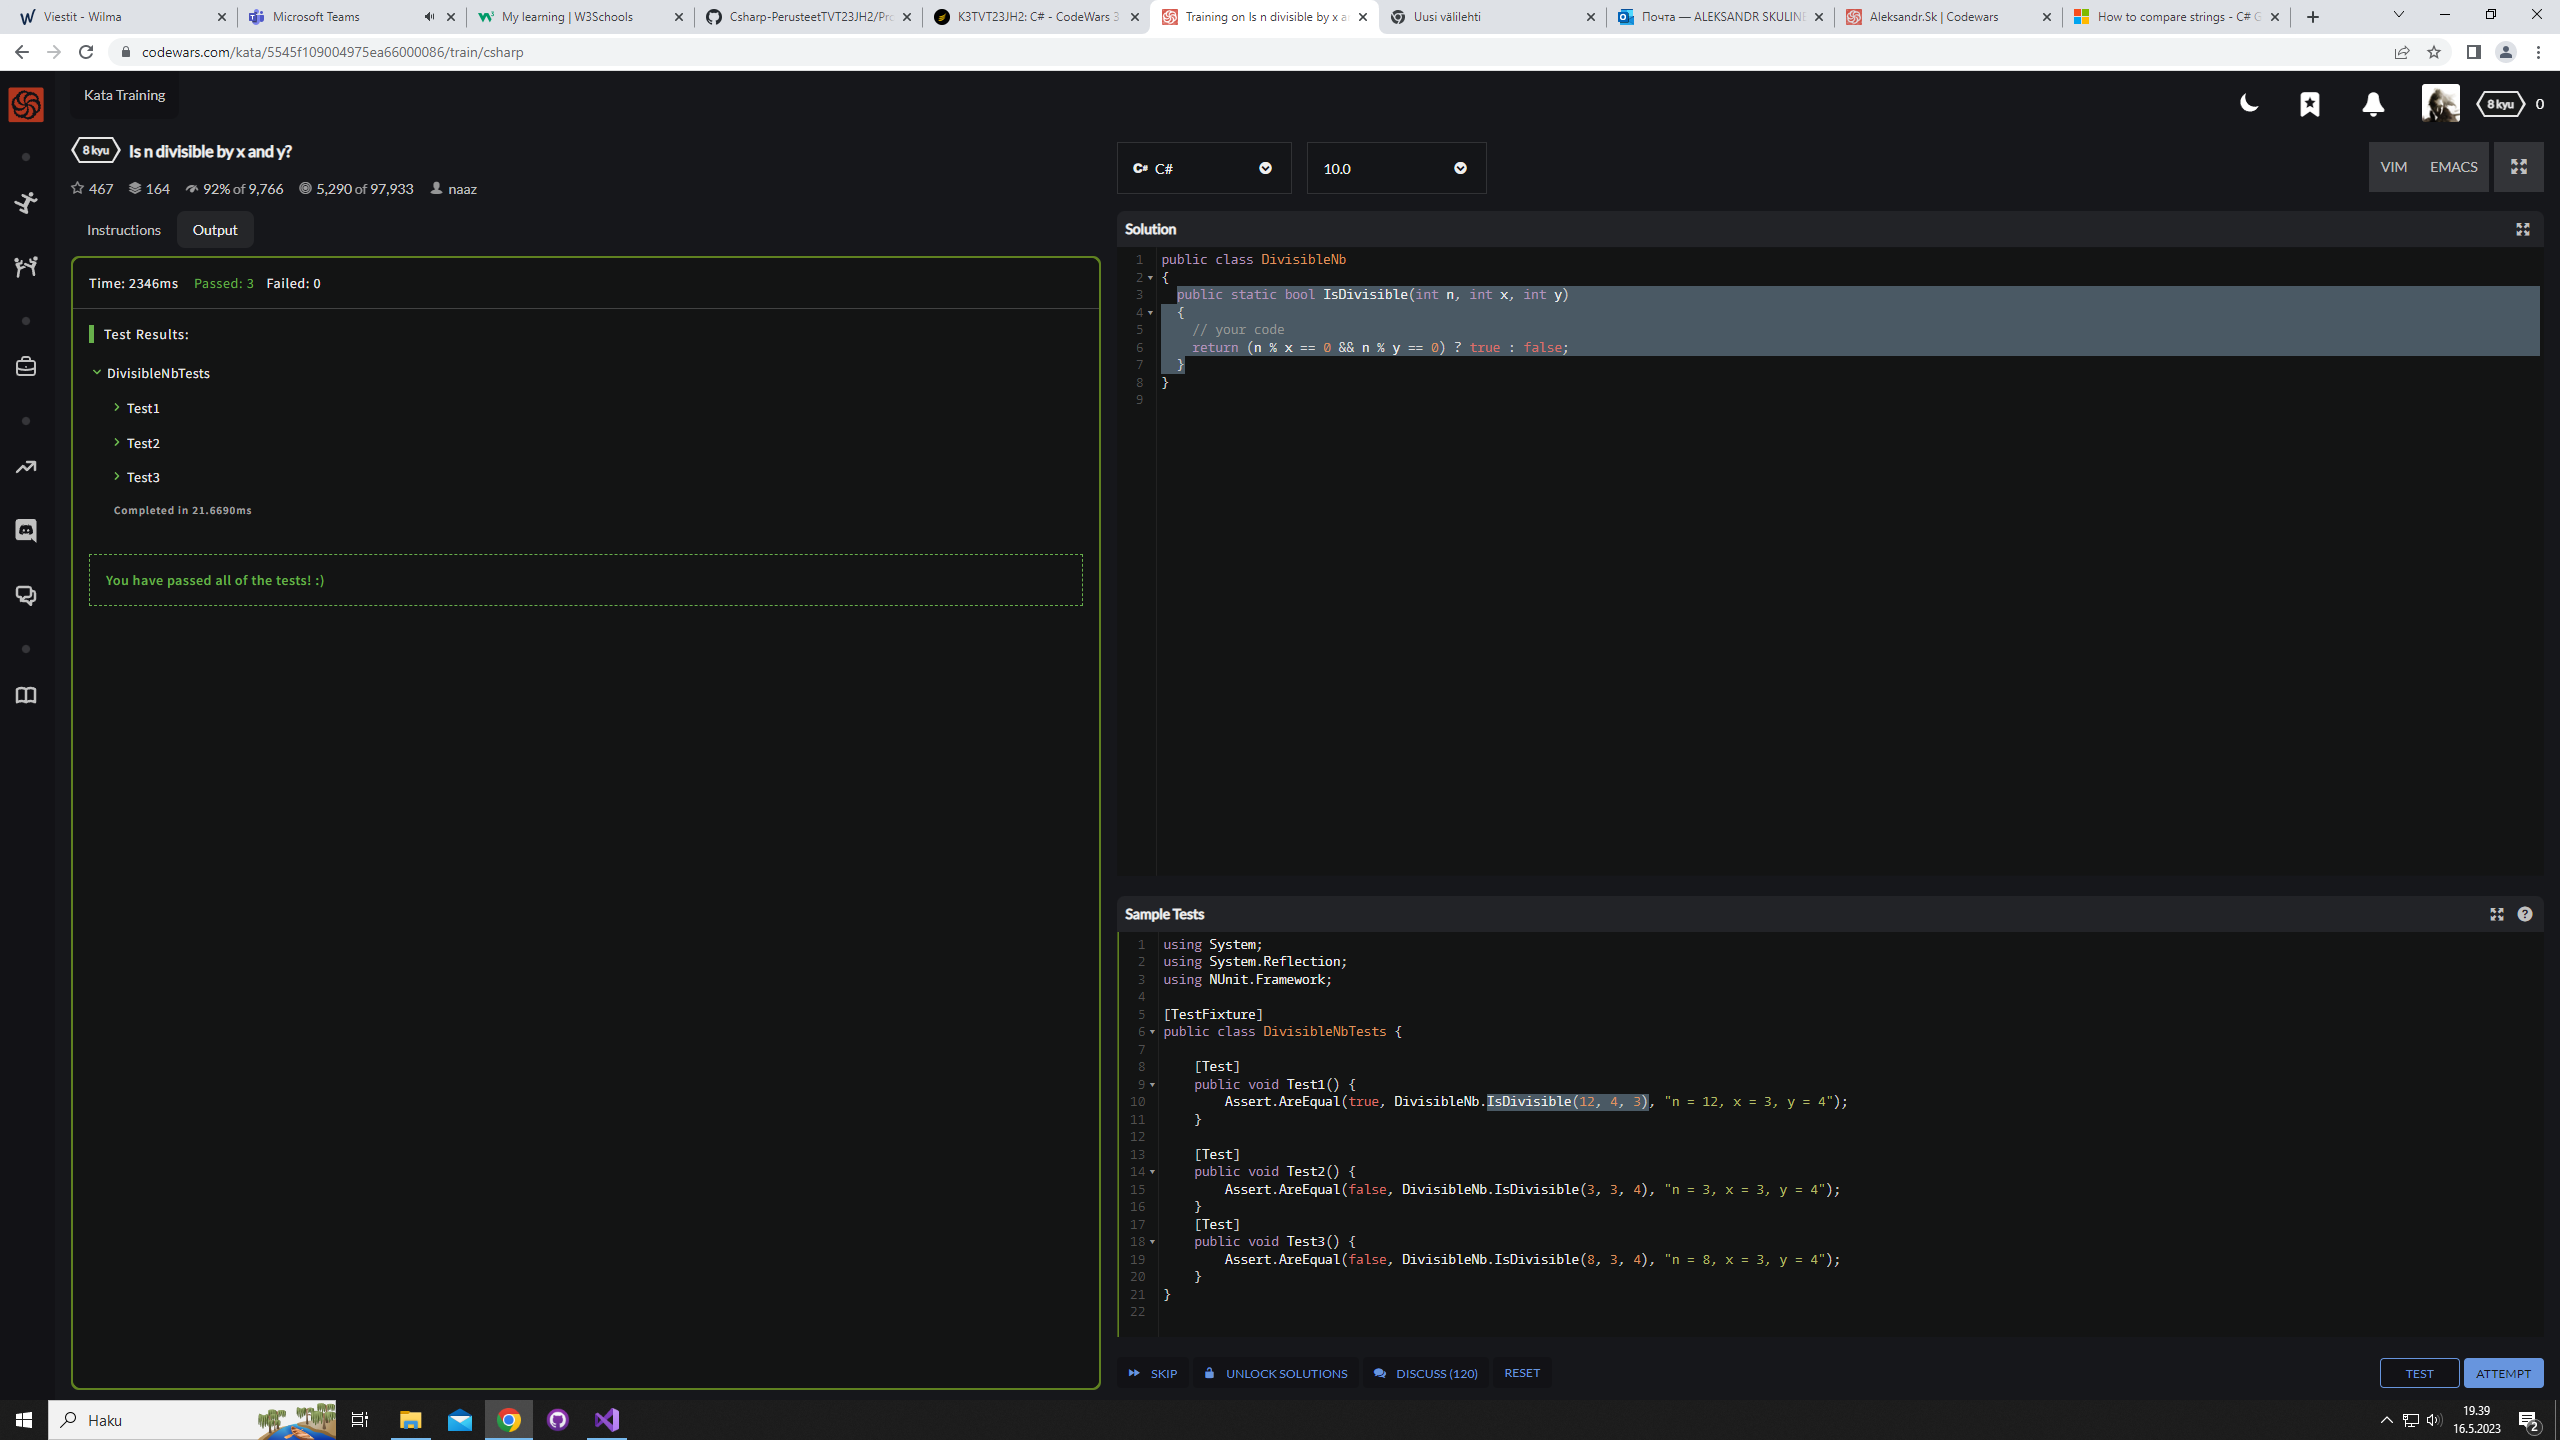 Viestit - Wilma
Microsoft Teams
My learning | W3Schools
Csharp-PerusteetTVT23JH2/Pr
K3TVT23JH2: C# - CodeWars 3
Training on Is n divisible by x a
Uusi välilehti
Почта — ALEKSANDR SKULINE
Aleksandr.Sk | Codewars
How to compare strings - C# G
codewars.com/kata/5545f109004975ea66000086/train/csharp
Kata Training
8 kyu
0
8 kyu
Is n divisible by x and y?
467
164
92% of 9,766
5,290 of 97,933
naaz
C#
10.0
VIM
EMACS
Instructions
Output
Time: 2346ms
Passed: 3
Failed: 0
Test Results:
DivisibleNbTests
Test1
Test2
Test3
Completed in 21.6690ms
You have passed all of the tests! :)
Solution
1 public class DivisibleNb
2 {
3 public static bool IsDivisible(int n, int x, int y)
4 {
5 // your code
6 return (n % x == 0 && n % y == 0) ? true : false;
7 }
8 }
9
Sample Tests
1 using System;
2 using System.Reflection;
3 using NUnit.Framework;
4
5 [TestFixture]
6 public class DivisibleNbTests {
7
8 [Test]
9 public void Test1() {
10 Assert.AreEqual(true, DivisibleNb.IsDivisible(12, 4, 3), "n = 12, x = 3, y = 4");
11 }
12
13 [Test]
14 public void Test2() {
15 Assert.AreEqual(false, DivisibleNb.IsDivisible(3, 3, 4), "n = 3, x = 3, y = 4");
16 }
17 [Test]
18 public void Test3() {
19 Assert.AreEqual(false, DivisibleNb.IsDivisible(8, 3, 4), "n = 8, x = 3, y = 4");
20 }
21 }
22
SKIP
UNLOCK SOLUTIONS
DISCUSS (120)
RESET
TEST
ATTEMPT
Haku
19.39
16.5.2023
2